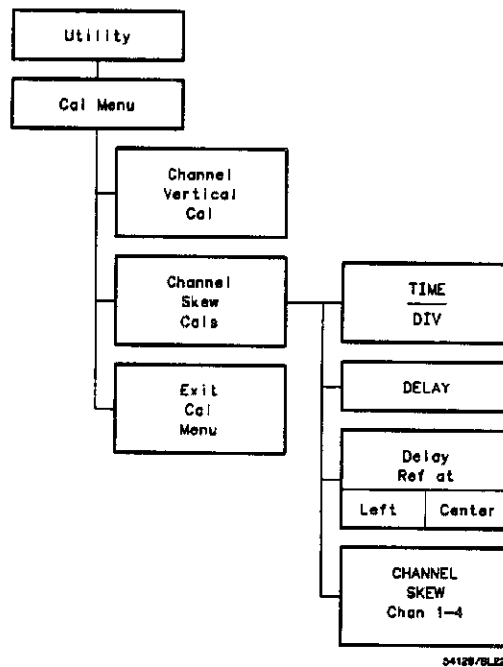 Utility
Cal Menu
Channel
Vertical
Cal
Channel
Skew
Cals
TIME
DIV
DELAY
Exit
Cal
Menu
Delay
Ref at
Left Center
CHANNEL
SKEW
Chan 1-4